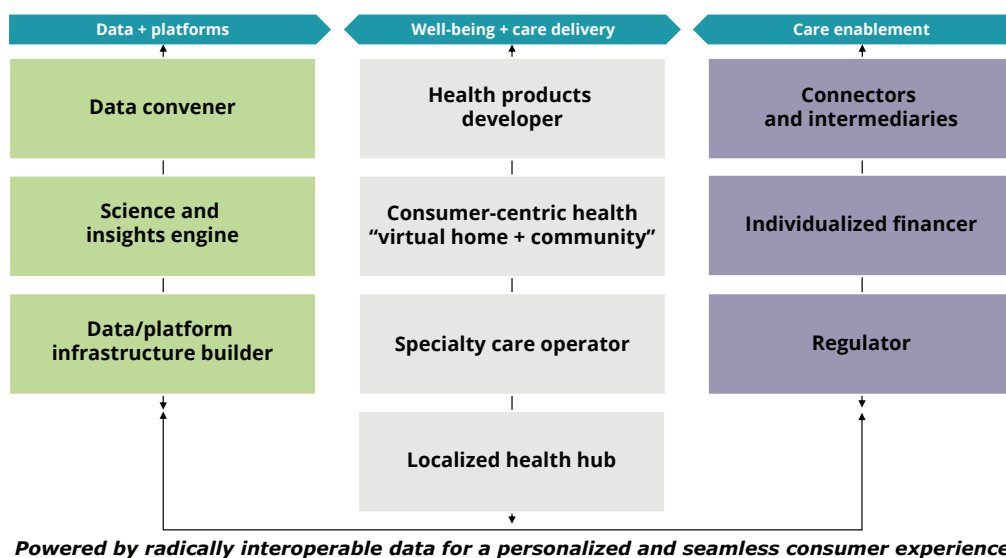 Data + platforms
Well-being + care delivery
Care enablement
Data convener
Science and
insights engine
Data/platform
infrastructure builder
Health products
developer
Consumer-centric health
“virtual home + community”
Specialty care operator
Localized health hub
Connectors
and intermediaries
Individualized financer
Regulator
Powered by radically interoperable data for a personalized and seamless consumer experience